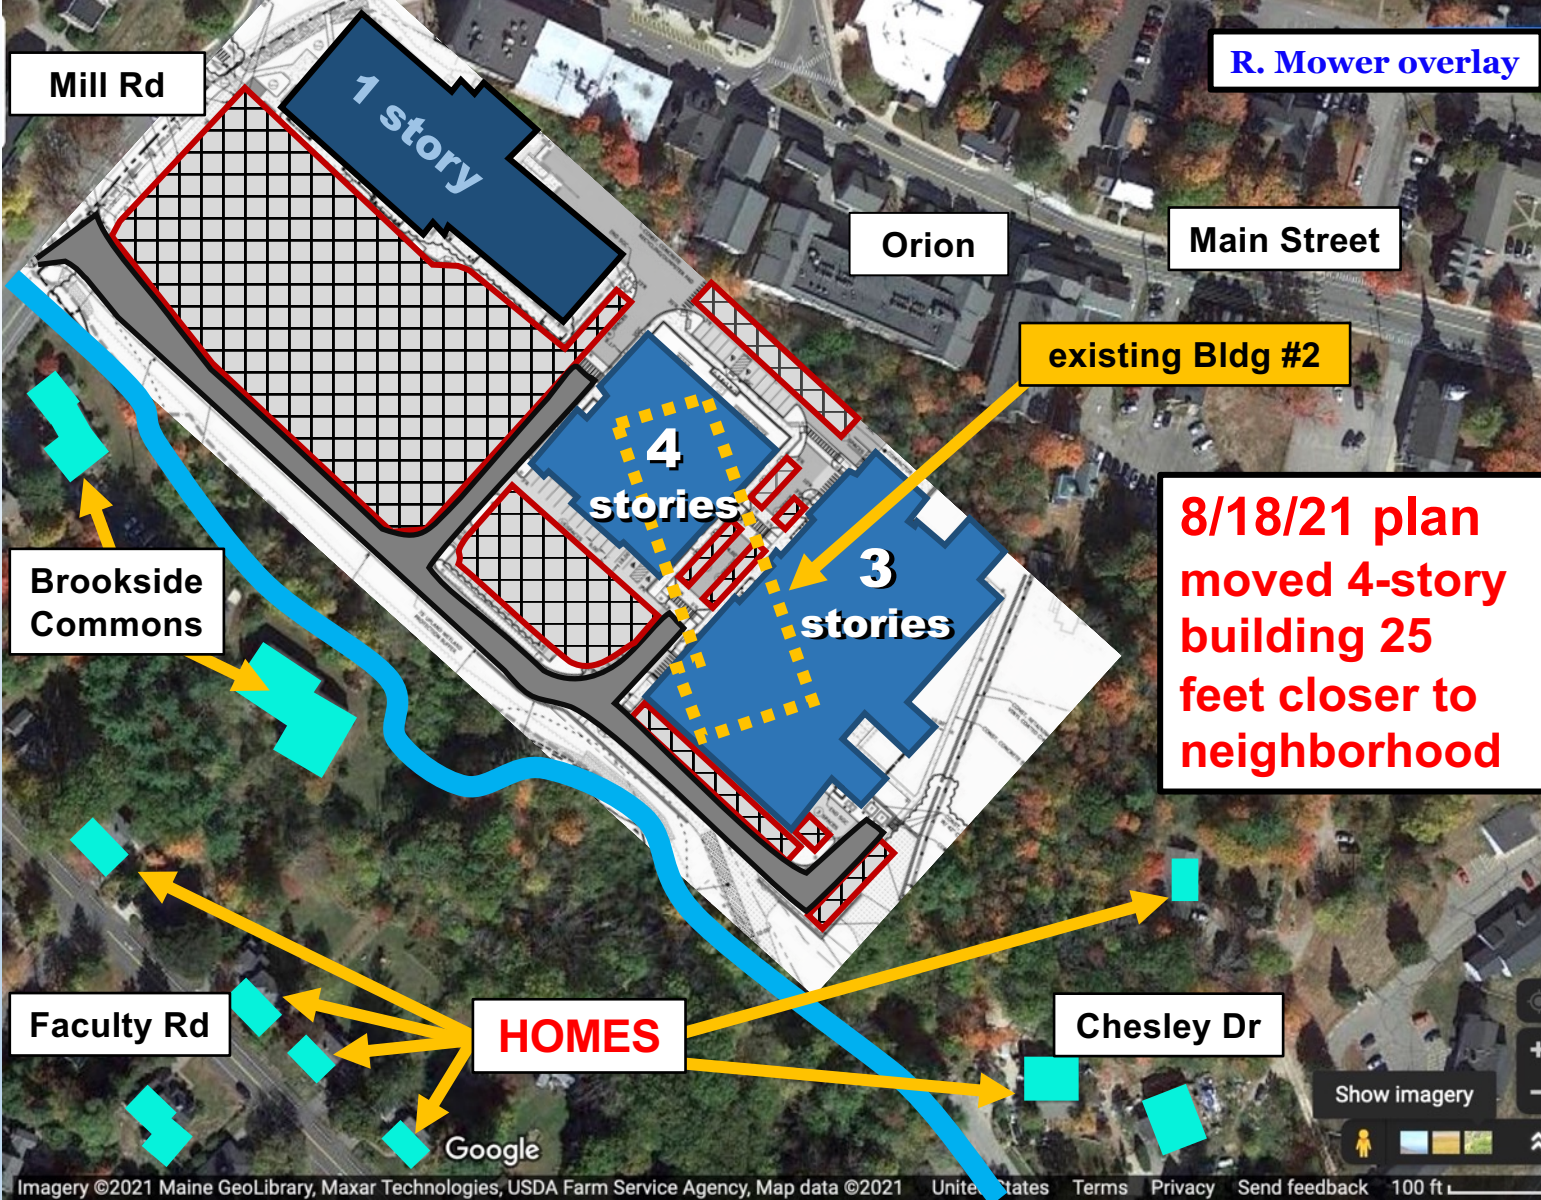 Mill Rd
1 story
R. Mower overlay
Orion
Main Street
existing Bldg #2
4
stories
3
stories
8/18/21 plan
moved 4-story
building 25
feet closer to
neighborhood
Brookside
Commons
Faculty Rd
HOMES
Chesley Dr
Show imagery
Google
Imagery ©2021 Maine GeoLibrary, Maxar Technologies, USDA Farm Service Agency, Map data ©2021 United States Terms Privacy Send feedback 100 ft